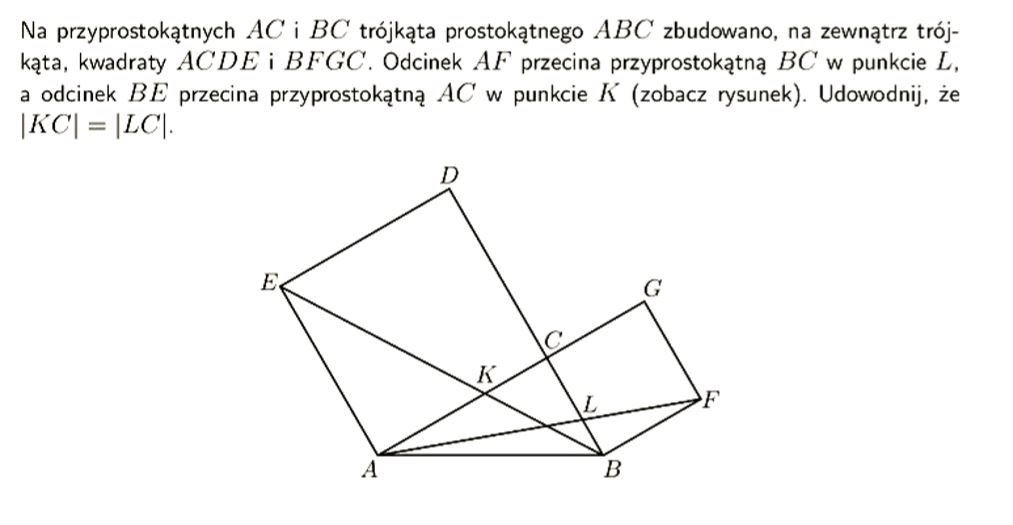 Na przyprostokątnych AC i BC trójkąta prostokątnego ABC zbudowano, na zewnątrz trój-
kąta, kwadraty ACDE i BFGC. Odcinek AF przecina przyprostokątną BC w punkcie L,
a odcinek BE przecina przyprostokątną AC w punkcie K (zobacz rysunek). Udowodnij, że
|KC| = |LC|.
D
E
G
C
K
L
F
A
B